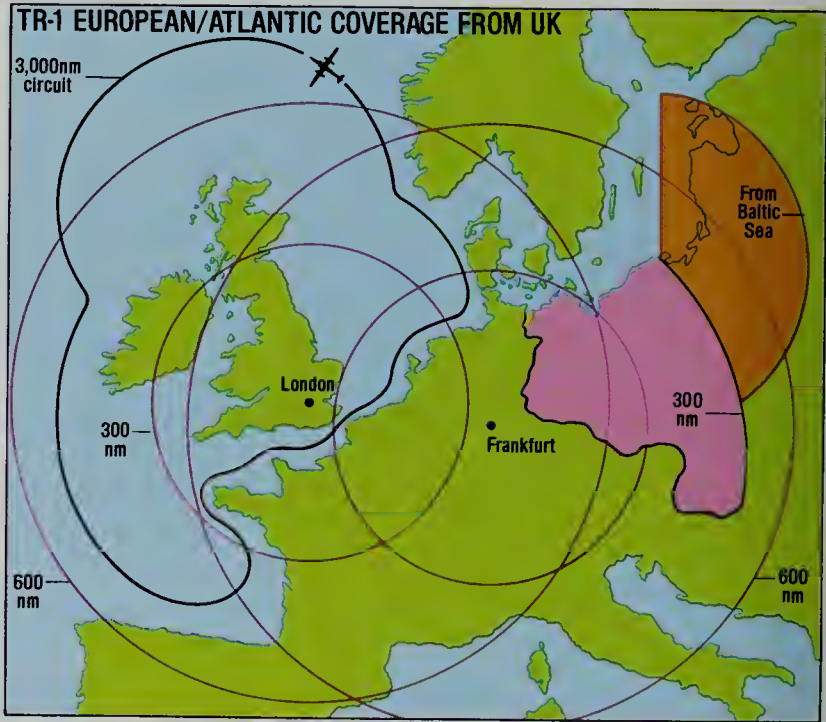 TR-1 EUROPEAN/ATLANTIC COVERAGE FROM UK
3,000nm
circuit
From
Baltic
Sea
London
300
nm
300
nm
Frankfurt
600
nm
600
nm